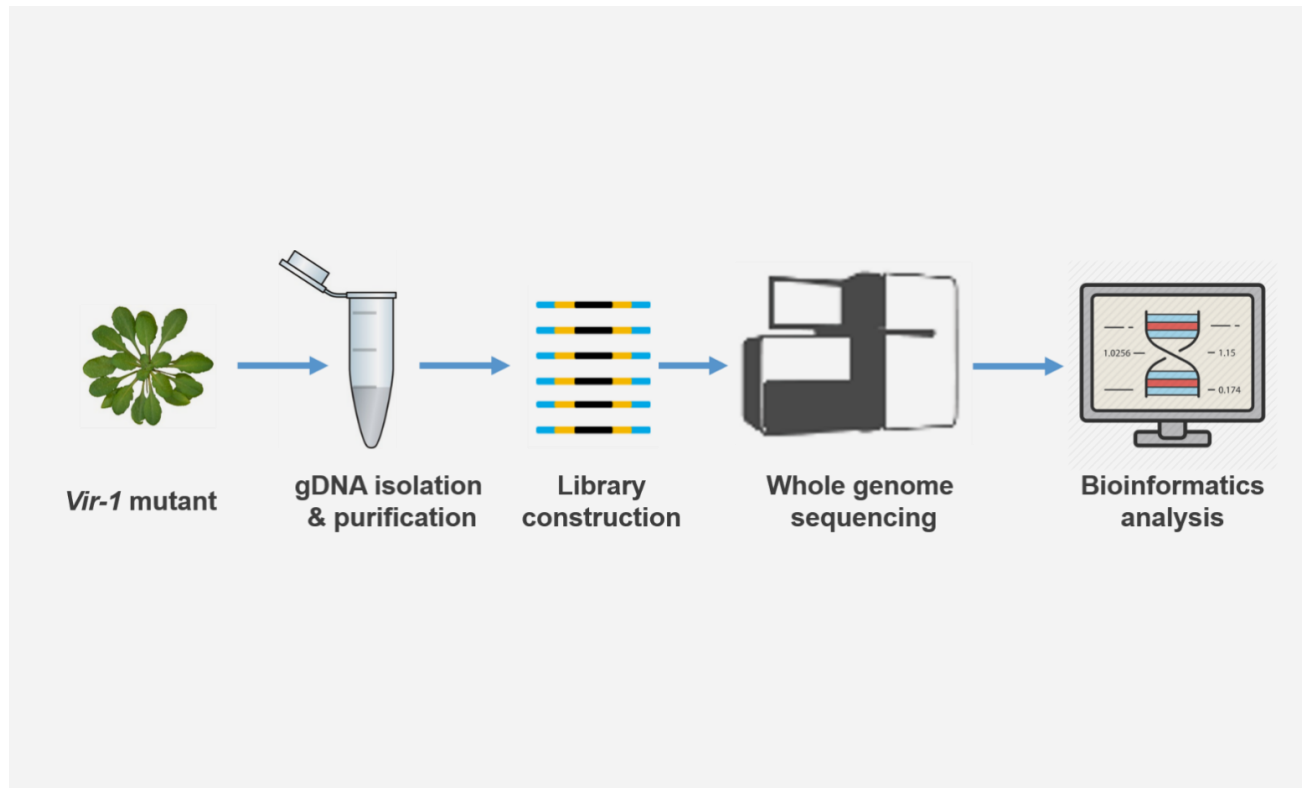 Vir-1 mutant
gDNA isolation
& purification
Library
construction
Whole genome
sequencing
1.0256
1.15
0.174
Bioinformatics
analysis